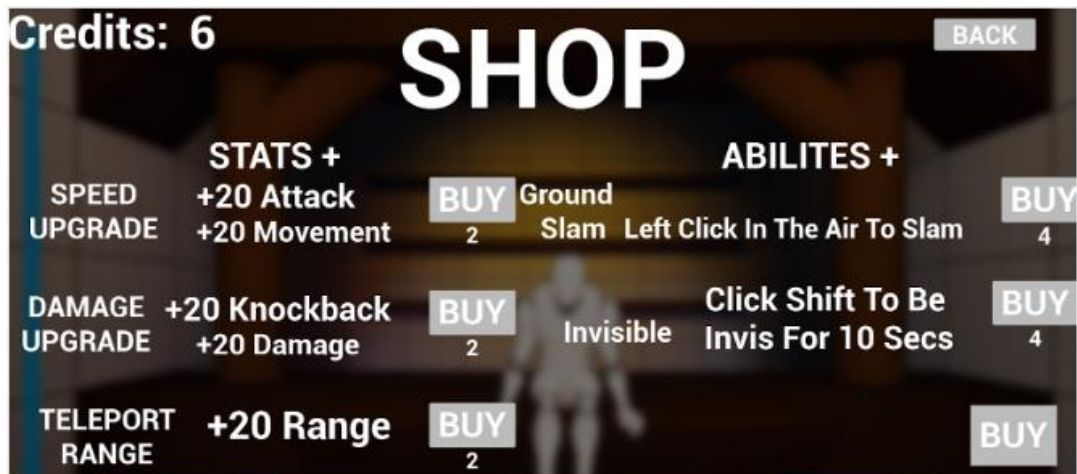 Credits: 6
SHOP
BACK
STATS +
ABILITES +
SPEED
UPGRADE
+20 Attack
+20 Movement
BUY
2
Ground
Slam
Left Click In The Air To Slam
BUY
4
DAMAGE
UPGRADE
+20 Knockback
+20 Damage
BUY
2
Invisible
Click Shift To Be
Invis For 10 Secs
BUY
4
TELEPORT
RANGE
+20 Range
BUY
2
BUY